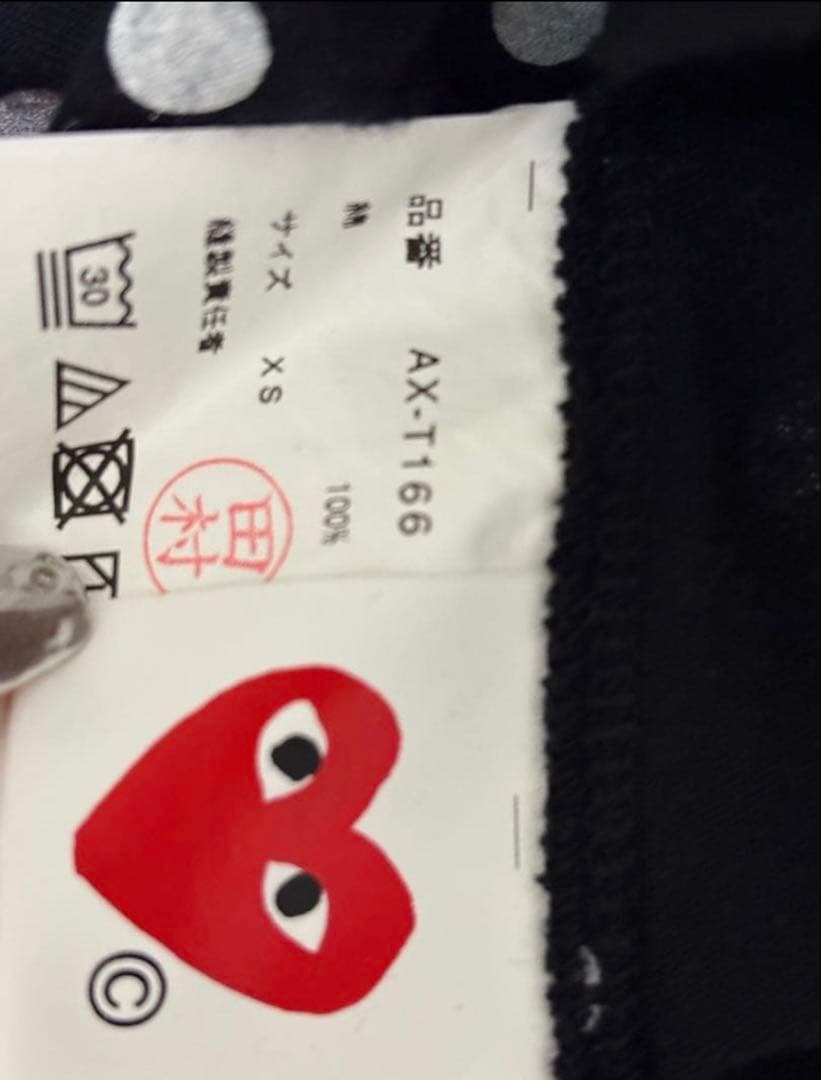 品番 AX-T166
綿 100%
サイズ XS
縫製責任者
田村
30
©